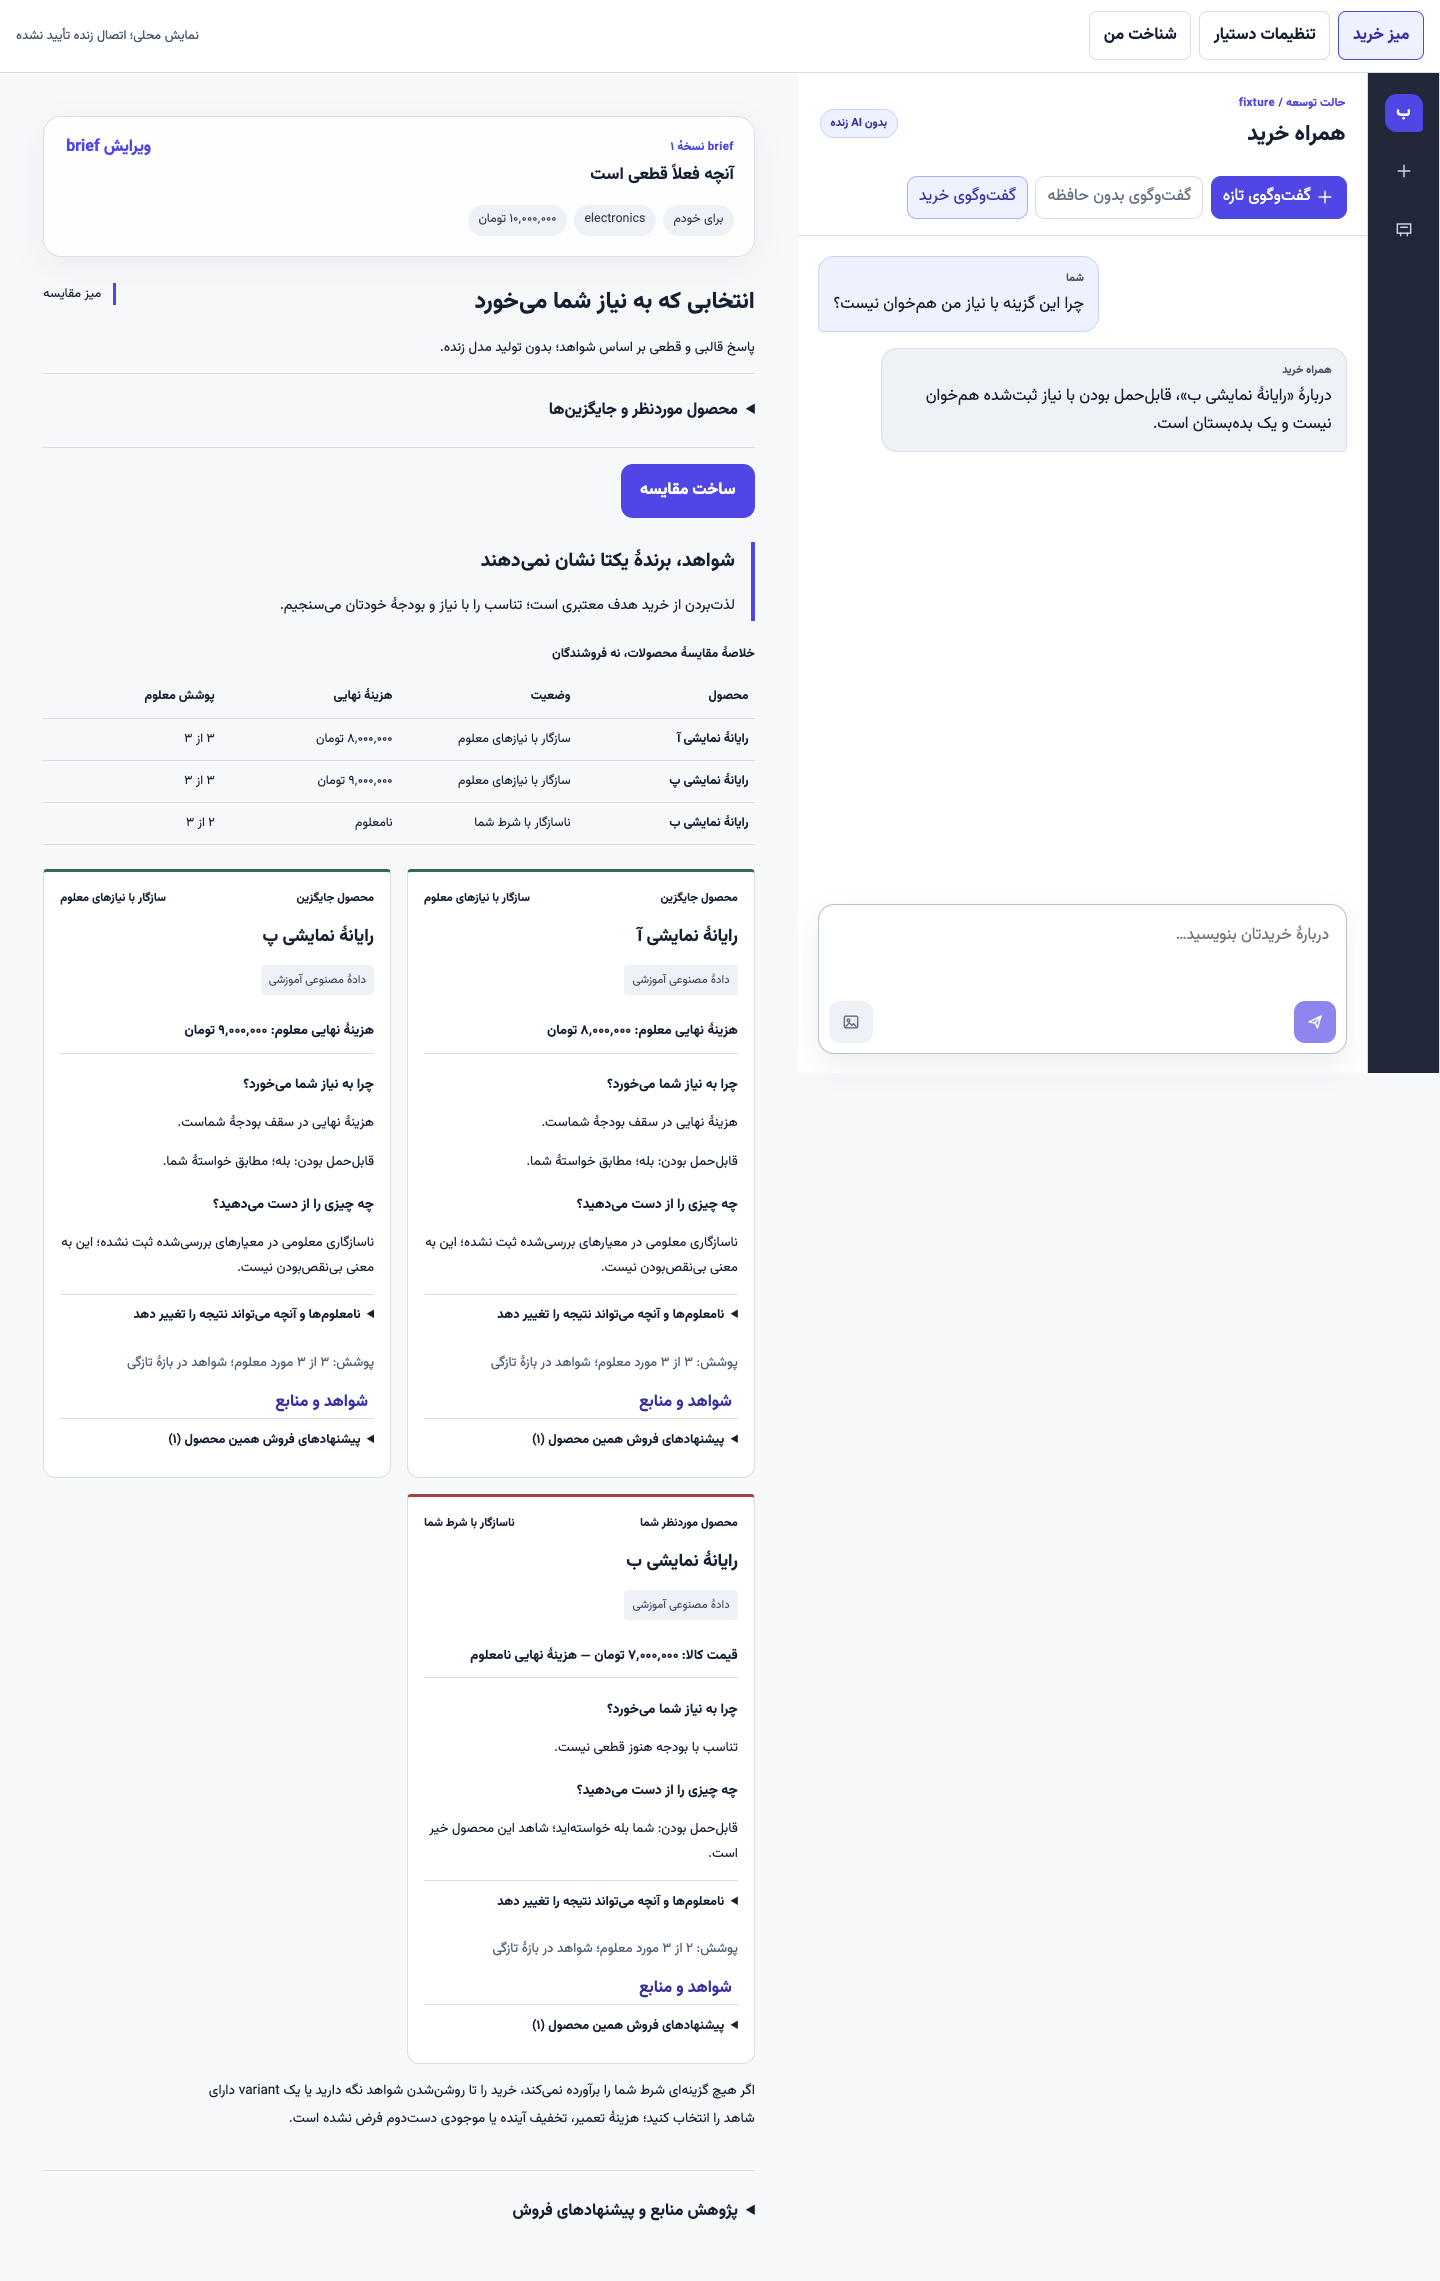 میز خرید
تنظیمات دستیار
شناخت من
نمایش محلی؛ اتصال زنده تأیید نشده
ب
حالت توسعه / fixture
همراه خرید
بدون AI زنده
گفت‌وگوی تازه
گفت‌وگوی بدون حافظه
گفت‌وگوی خرید
شما
چرا این گزینه با نیاز من هم‌خوان نیست؟
همراه خرید
دربارهٔ «رایانهٔ نمایشی ب»، قابل‌حمل بودن با نیاز ثبت‌شده هم‌خوان
نیست و یک بده‌بستان است.
دربارهٔ خریدتان بنویسید…
brief نسخهٔ ۱
ویرایش brief
آنچه فعلاً قطعی است
برای خودم
electronics
۱۰٬۰۰۰٬۰۰۰ تومان
انتخابی که به نیاز شما می‌خورد
میز مقایسه
پاسخ قالبی و قطعی بر اساس شواهد؛ بدون تولید مدل زنده.
محصول موردنظر و جایگزین‌ها
ساخت مقایسه
شواهد، برندهٔ یکتا نشان نمی‌دهند
لذت‌بردن از خرید هدف معتبری است؛ تناسب را با نیاز و بودجهٔ خودتان می‌سنجیم.
خلاصهٔ مقایسهٔ محصولات، نه فروشندگان
محصول وضعیت هزینهٔ نهایی پوشش معلوم
رایانهٔ نمایشی آ سازگار با نیازهای معلوم ۸٬۰۰۰٬۰۰۰ تومان ۳ از ۳
رایانهٔ نمایشی پ سازگار با نیازهای معلوم ۹٬۰۰۰٬۰۰۰ تومان ۳ از ۳
رایانهٔ نمایشی ب ناسازگار با شرط شما نامعلوم ۲ از ۳
محصول جایگزین سازگار با نیازهای معلوم
رایانهٔ نمایشی آ
دادهٔ مصنوعی آموزشی
هزینهٔ نهایی معلوم: ۸٬۰۰۰٬۰۰۰ تومان
چرا به نیاز شما می‌خورد؟
هزینهٔ نهایی در سقف بودجهٔ شماست.
قابل‌حمل بودن: بله؛ مطابق خواستهٔ شما.
چه چیزی را از دست می‌دهید؟
ناسازگاری معلومی در معیارهای بررسی‌شده ثبت نشده؛ این به
معنی بی‌نقص‌بودن نیست.
نامعلوم‌ها و آنچه می‌تواند نتیجه را تغییر دهد
پوشش: ۳ از ۳ مورد معلوم؛ شواهد در بازهٔ تازگی
شواهد و منابع
پیشنهادهای فروش همین محصول (۱)
محصول جایگزین سازگار با نیازهای معلوم
رایانهٔ نمایشی پ
دادهٔ مصنوعی آموزشی
هزینهٔ نهایی معلوم: ۹٬۰۰۰٬۰۰۰ تومان
چرا به نیاز شما می‌خورد؟
هزینهٔ نهایی در سقف بودجهٔ شماست.
قابل‌حمل بودن: بله؛ مطابق خواستهٔ شما.
چه چیزی را از دست می‌دهید؟
ناسازگاری معلومی در معیارهای بررسی‌شده ثبت نشده؛ این به
معنی بی‌نقص‌بودن نیست.
نامعلوم‌ها و آنچه می‌تواند نتیجه را تغییر دهد
پوشش: ۳ از ۳ مورد معلوم؛ شواهد در بازهٔ تازگی
شواهد و منابع
پیشنهادهای فروش همین محصول (۱)
محصول موردنظر شما ناسازگار با شرط شما
رایانهٔ نمایشی ب
دادهٔ مصنوعی آموزشی
قیمت کالا: ۷٬۰۰۰٬۰۰۰ تومان — هزینهٔ نهایی نامعلوم
چرا به نیاز شما می‌خورد؟
تناسب با بودجه هنوز قطعی نیست.
چه چیزی را از دست می‌دهید؟
قابل‌حمل بودن: شما بله خواسته‌اید؛ شاهد این محصول خیر
است.
نامعلوم‌ها و آنچه می‌تواند نتیجه را تغییر دهد
پوشش: ۲ از ۳ مورد معلوم؛ شواهد در بازهٔ تازگی
شواهد و منابع
پیشنهادهای فروش همین محصول (۱)
اگر هیچ گزینه‌ای شرط شما را برآورده نمی‌کند، خرید را تا روشن‌شدن شواهد نگه دارید یا یک variant دارای
شاهد را انتخاب کنید؛ هزینهٔ تعمیر، تخفیف آینده یا موجودی دست‌دوم فرض نشده است.
پژوهش منابع و پیشنهادهای فروش